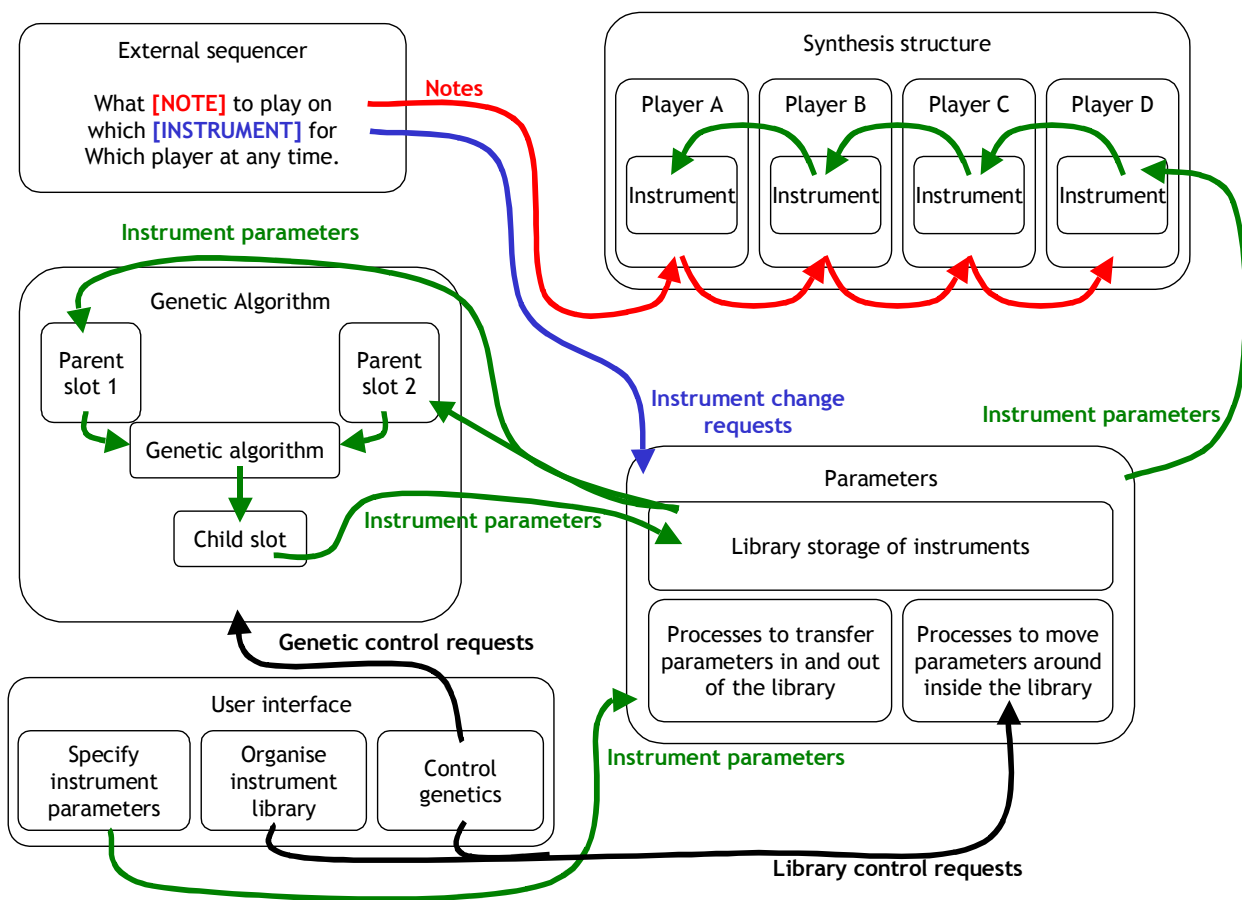 External sequencer
What [NOTE] to play on
which [INSTRUMENT] for
Which player at any time.
Notes
Synthesis structure
Player A
Player B
Player C
Player D
Instrument
Instrument
Instrument
Instrument
Instrument parameters
Genetic Algorithm
Parent
slot 1
Parent
slot 2
Genetic algorithm
Child slot
Instrument parameters
Instrument change
requests
Instrument parameters
Parameters
Library storage of instruments
Processes to transfer
parameters in and out
of the library
Processes to move
parameters around
inside the library
Genetic control requests
User interface
Specify
instrument
parameters
Organise
instrument
library
Control
genetics
Instrument parameters
Library control requests